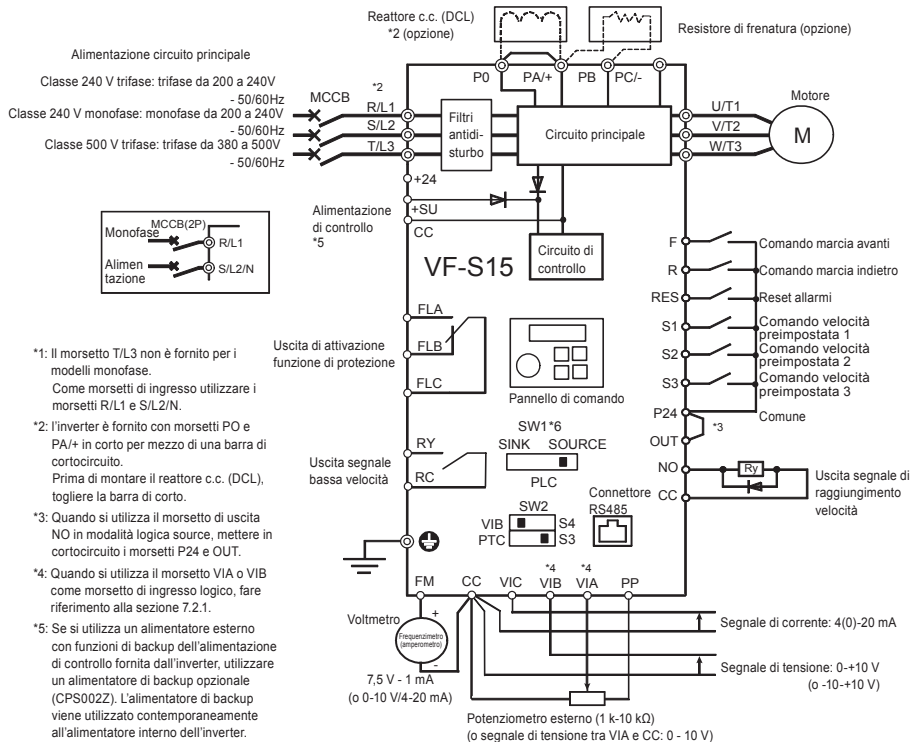 Reattore c.c. (DCL)
*2 (opzione)
Resistore di frenatura (opzione)
Alimentazione circuito principale
Classe 240 V trifase: trifase da 200 a 240V
- 50/60Hz
Classe 240 V monofase: monofase da 200 a 240V
- 50/60Hz
Classe 500 V trifase: trifase da 380 a 500V
- 50/60Hz
MCCB
*2
P0
PA/+
PB
PC/-
R/L1
S/L2
T/L3
Filtri
antidi-
sturbo
Circuito principale
U/T1
V/T2
W/T3
Motore
M
+24
+SU
CC
Alimentazione
di controllo
*5
Circuito di
controllo
VF-S15
MCCB(2P)
Monofase
R/L1
Alimen
tazione
S/L2/N
F
Comando marcia avanti
R
Comando marcia indietro
RES
Reset allarmi
S1
Comando velocità
preimpostata 1
S2
Comando velocità
preimpostata 2
S3
Comando velocità
preimpostata 3
P24
Comune
*3
OUT
NO
Ry
CC
Uscita segnale di
raggiungimento
velocità
FLA
FLB
FLC
Uscita di attivazione
funzione di protezione
Pannello di comando
RY
RC
Uscita segnale
bassa velocità
SW1*6
SINK SOURCE
PLC
SW2
VIB
S4
PTC
S3
Connettore
RS485
FM
CC
VIC
*4
VIB
*4
VIA
PP
Voltmetro
+
Frequenzimetro
(amperometro)
-
7,5 V - 1 mA
(o 0-10 V/4-20 mA)
Segnale di corrente: 4(0)-20 mA
Segnale di tensione: 0-+10 V
(o -10-+10 V)
Potenziometro esterno (1 k-10 kΩ)
(o segnale di tensione tra VIA e CC: 0 - 10 V)
*1: Il morsetto T/L3 non è fornito per i
modelli monofase.
Come morsetti di ingresso utilizzare i
morsetti R/L1 e S/L2/N.
*2: l'inverter è fornito con morsetti PO e
PA/+ in corto per mezzo di una barra di
cortocircuito.
Prima di montare il reattore c.c. (DCL),
togliere la barra di corto.
*3: Quando si utilizza il morsetto di uscita
NO in modalità logica source, mettere in
cortocircuito i morsetti P24 e OUT.
*4: Quando si utilizza il morsetto VIA o VIB
come morsetto di ingresso logico, fare
riferimento alla sezione 7.2.1.
*5: Se si utilizza un alimentatore esterno
con funzioni di backup dell'alimentazione
di controllo fornita dall'inverter, utilizzare
un alimentatore di backup opzionale
(CPS002Z). L'alimentatore di backup
viene utilizzato contemporaneamente
all'alimentatore interno dell'inverter.